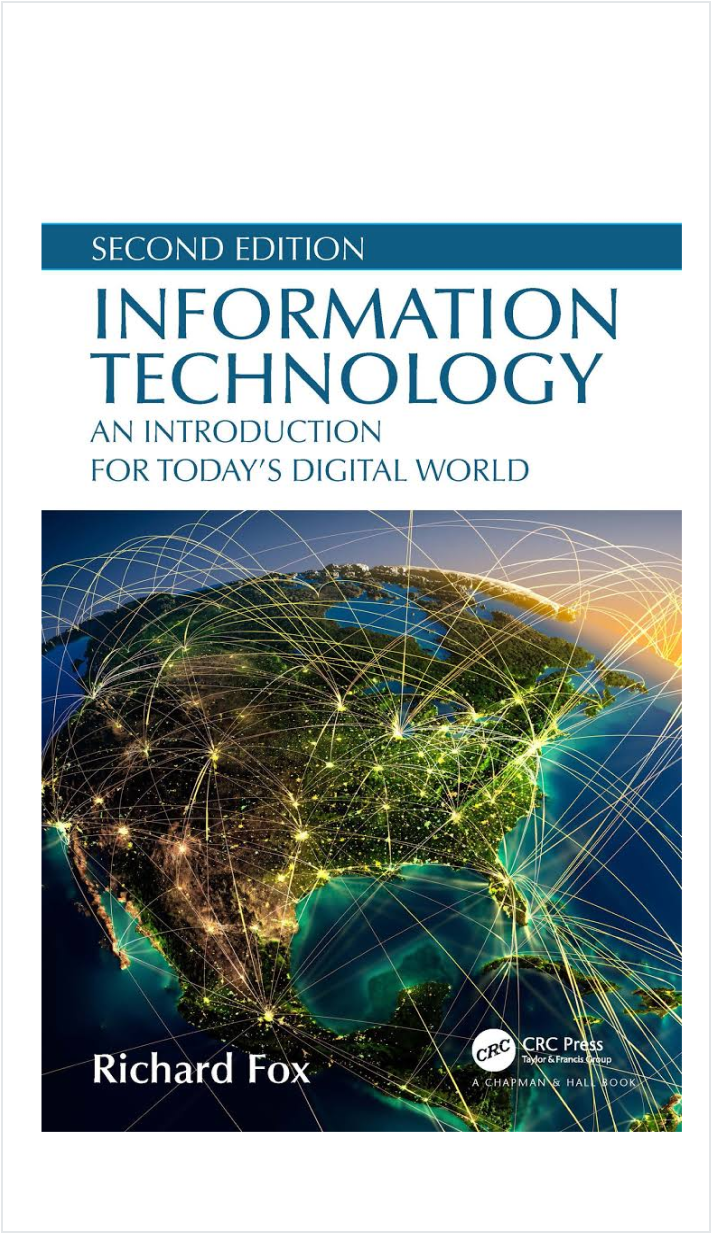 SECOND EDITION
INFORMATION
TECHNOLOGY
AN INTRODUCTION
FOR TODAY'S DIGITAL WORLD
Richard Fox
CRC
CRC Press
Taylor & Francis Group
A CHAPMAN & HALL BOOK